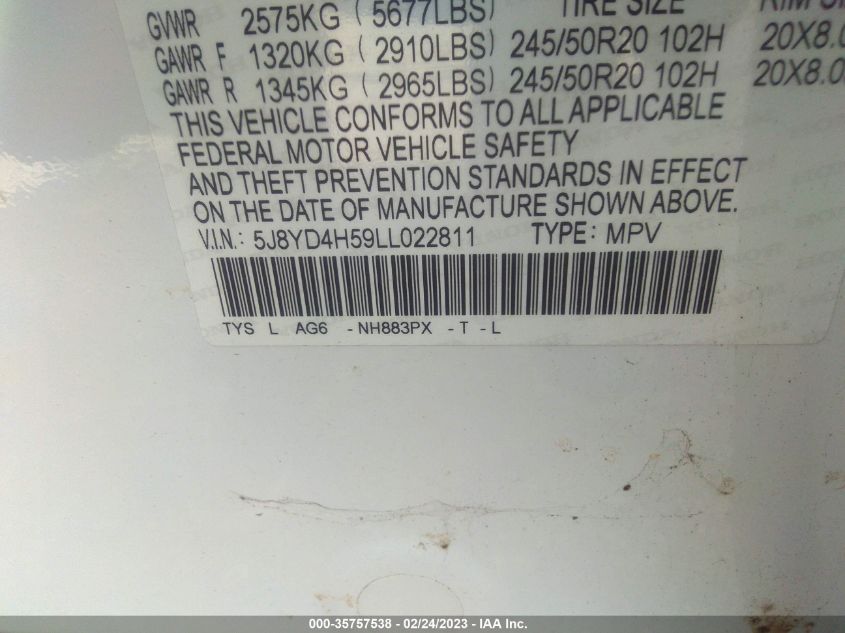 GVWR 2575KG ( 5677LBS) TIRE SIZE RIM
GAWR F 1320KG ( 2910LBS) 245/50R20 102H 20X8.0
GAWR R 1345KG ( 2965LBS) 245/50R20 102H 20X8.0
THIS VEHICLE CONFORMS TO ALL APPLICABLE
FEDERAL MOTOR VEHICLE SAFETY
AND THEFT PREVENTION STANDARDS IN EFFECT
ON THE DATE OF MANUFACTURE SHOWN ABOVE.
V.I.N.: 5J8YD4H59LL022811 TYPE: MPV
TYS L AG6 -NH883PX -T -L
000-35757538 - 02/24/2023 - IAA Inc.